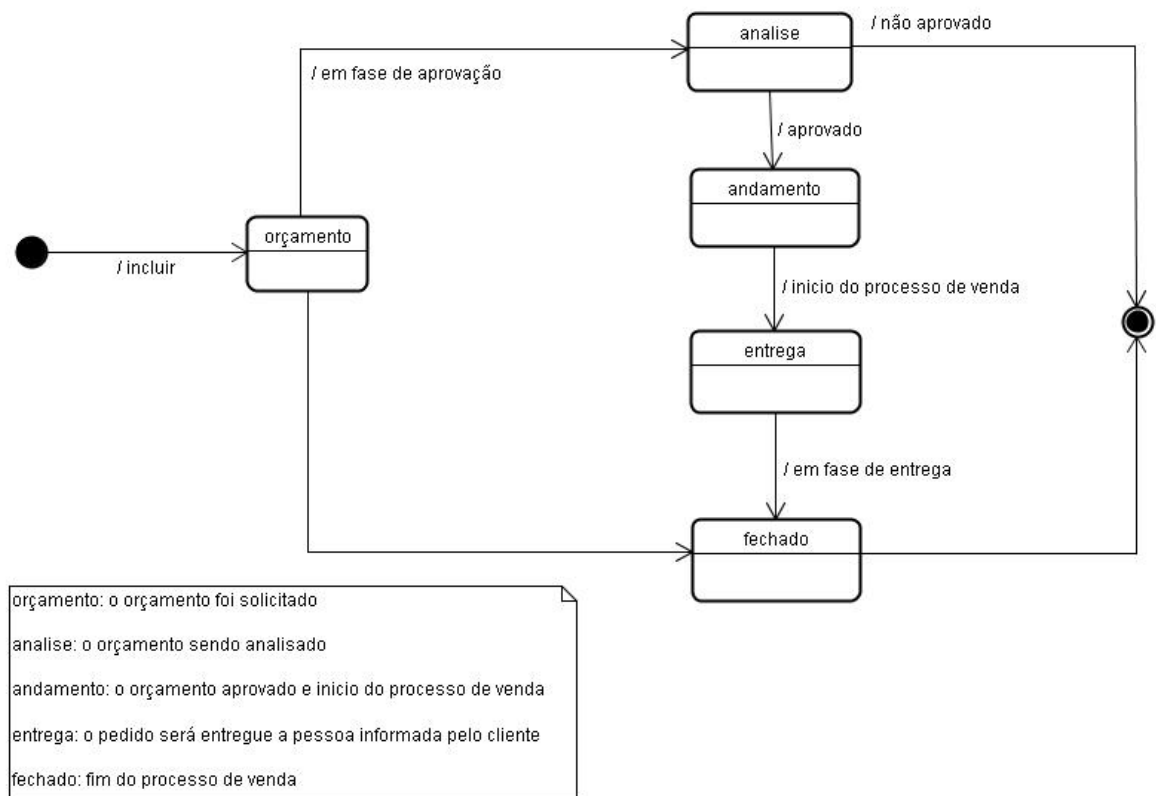 analise
/ não aprovado
/ em fase de aprovação
/ aprovado
andamento
orçamento
/ incluir
/ inicio do processo de venda
entrega
/ em fase de entrega
fechado
orçamento: o orçamento foi solicitado
analise: o orçamento sendo analisado
andamento: o orçamento aprovado e inicio do processo de venda
entrega: o pedido será entregue a pessoa informada pelo cliente
fechado: fim do processo de venda